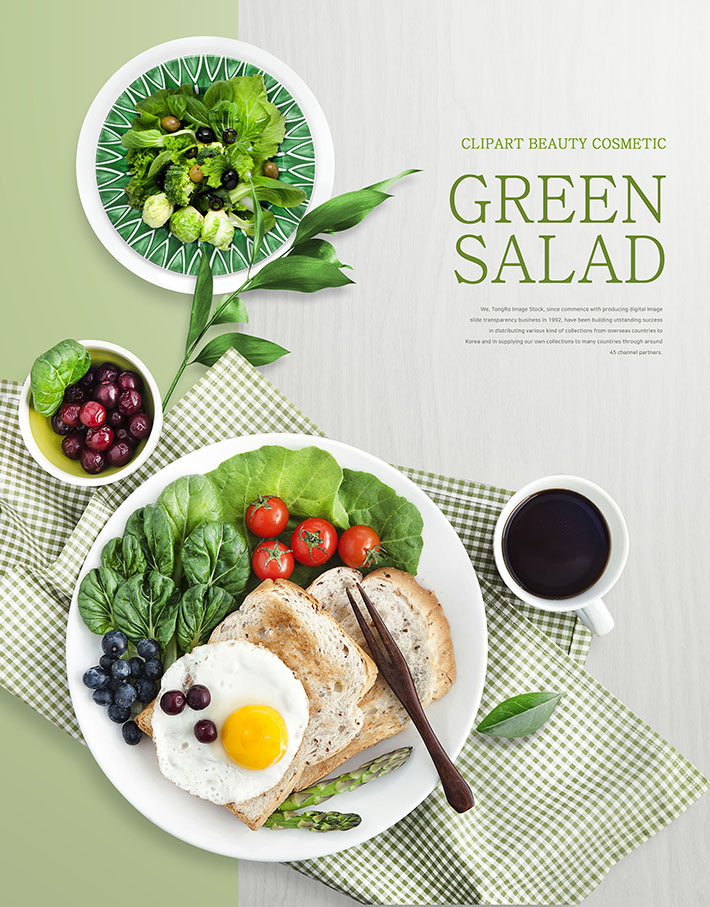 CLIPART BEAUTY COSMETIC
GREEN
SALAD
We, TongRo Image Stock, since commence with producing digital image
slide transparency business in 1992, have been building utstanding success
in distributing various kind of collections from overseas countries to
Korea and in supplying our own collections to many countries through around
45 channel partners.